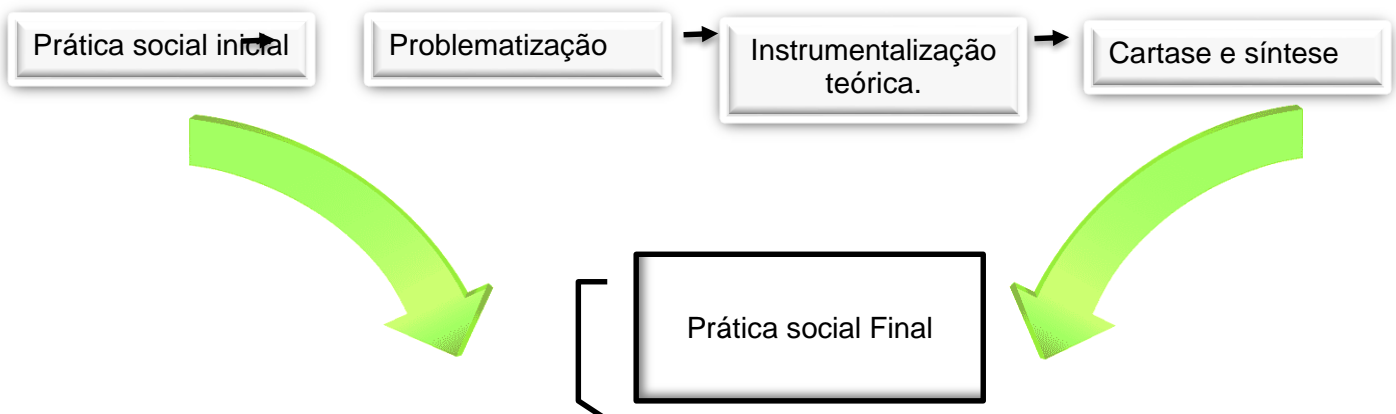 Prática social inicial
Problematização
Instrumentalização
teórica.
Cartase e síntese
Prática social Final